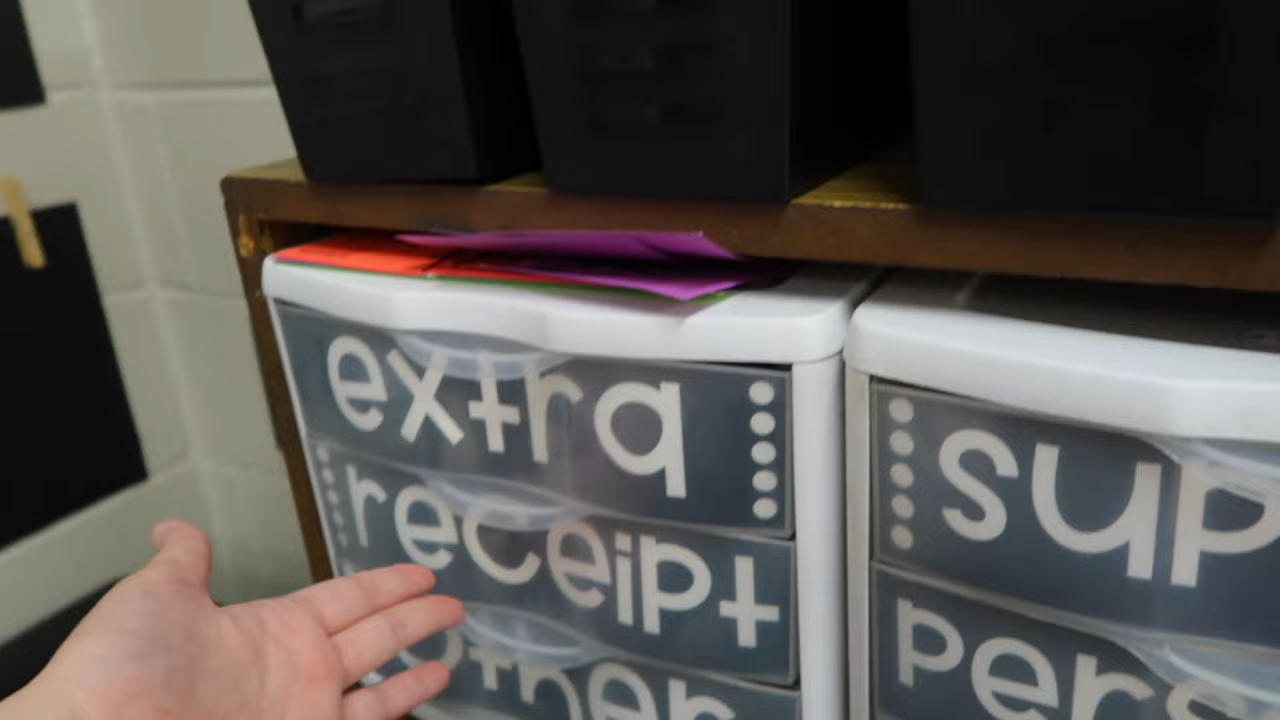 extra
receipt
other
sup
pers